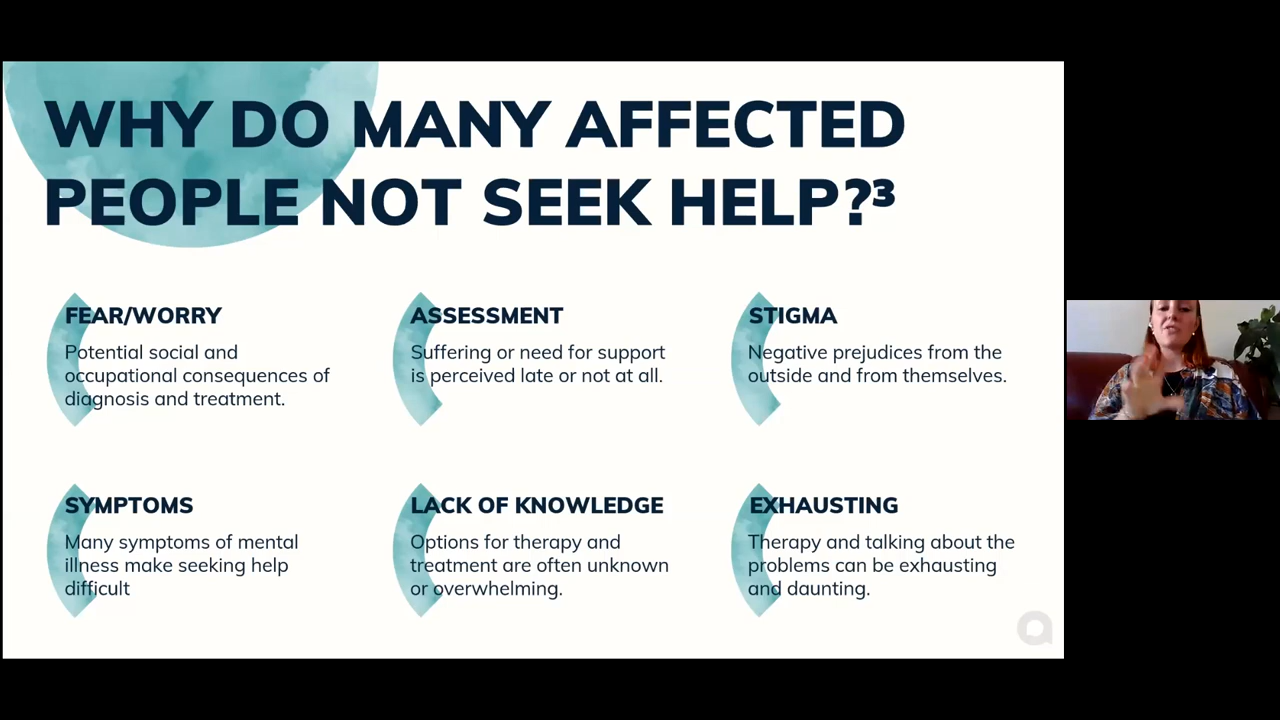 WHY DO MANY AFFECTED
PEOPLE NOT SEEK HELP?³
FEAR/WORRY
Potential social and
occupational consequences of
diagnosis and treatment.
ASSESSMENT
Suffering or need for support
is perceived late or not at all.
STIGMA
Negative prejudices from the
outside and from themselves.
SYMPTOMS
Many symptoms of mental
illness make seeking help
difficult
LACK OF KNOWLEDGE
Options for therapy and
treatment are often unknown
or overwhelming.
EXHAUSTING
Therapy and talking about the
problems can be exhausting
and daunting.